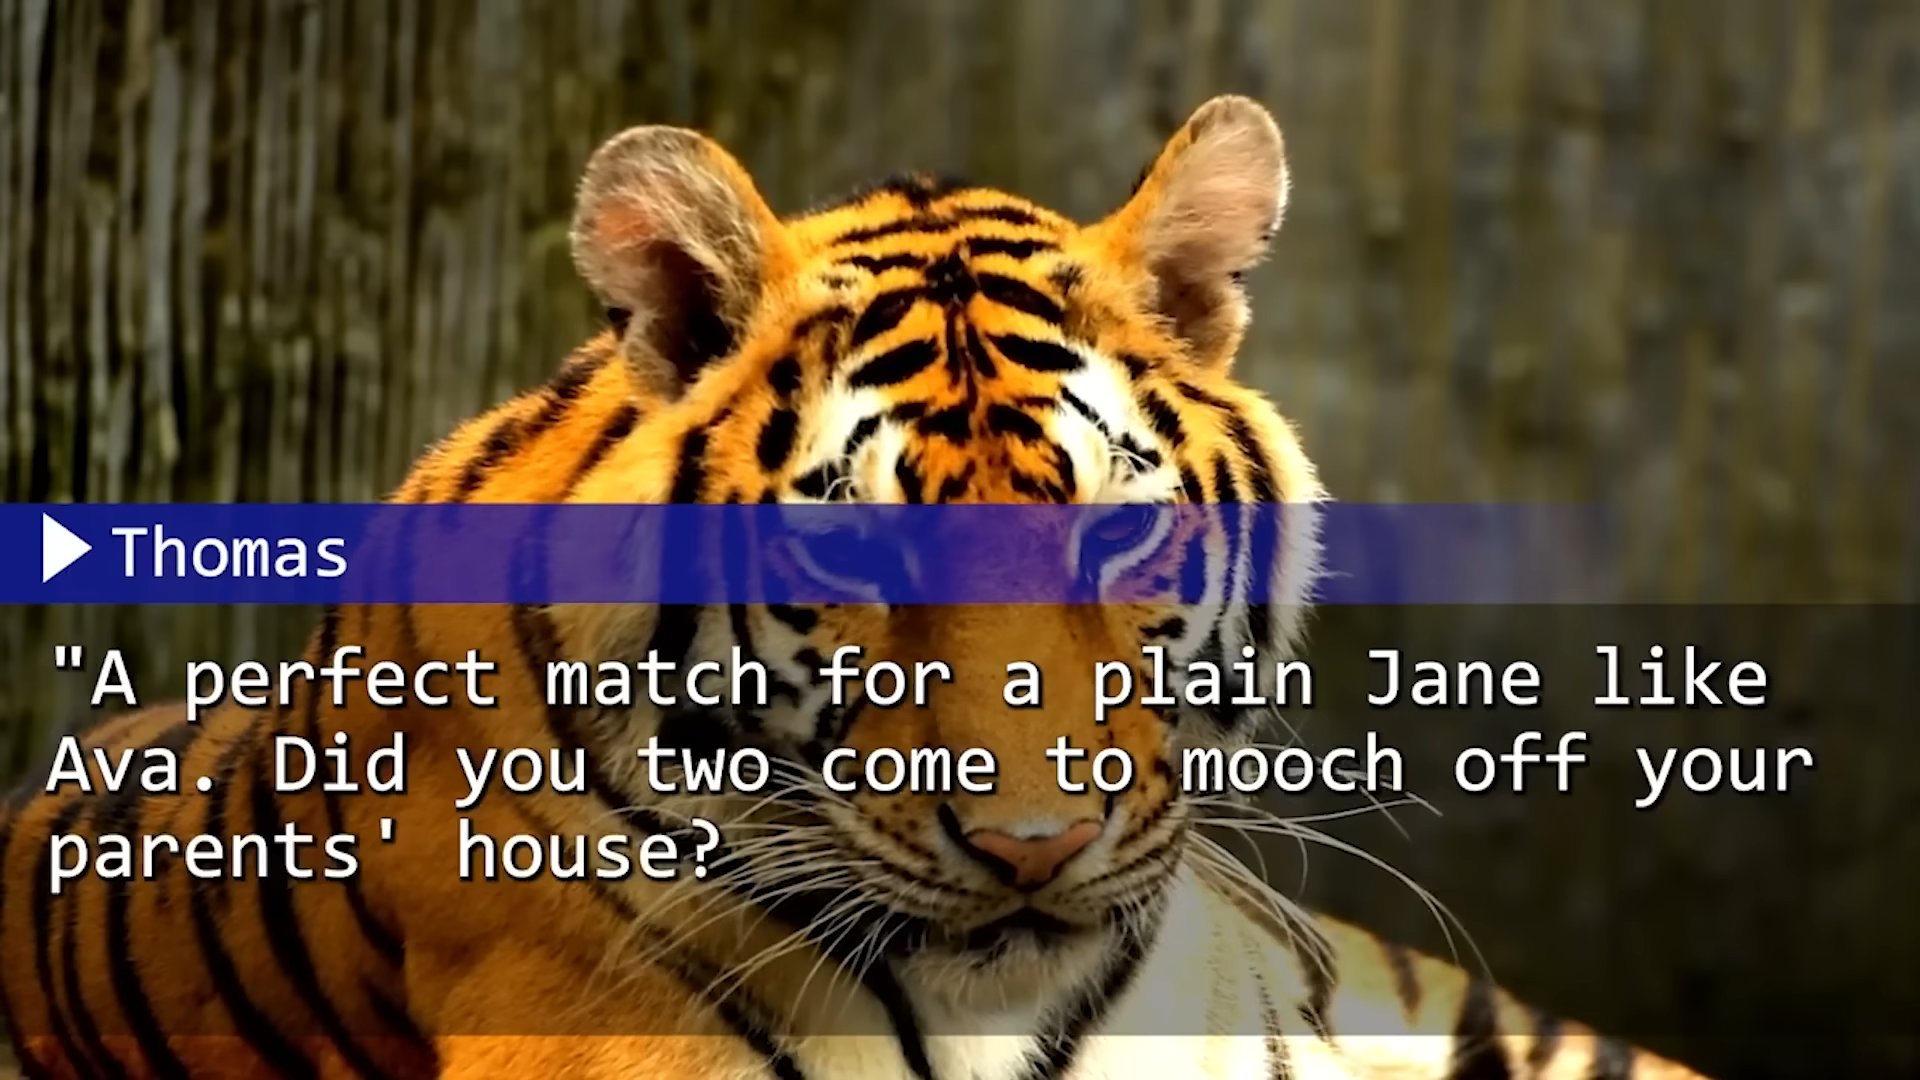 Thomas
"A perfect match for a plain Jane like
Ava. Did you two come to mooch off your
parents' house?